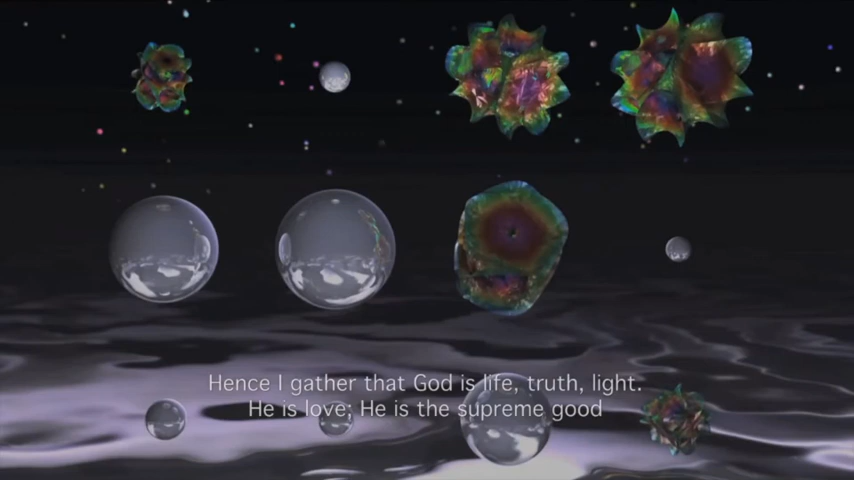 Hence I gather that God is life, truth, light.
He is love; He is the supreme good